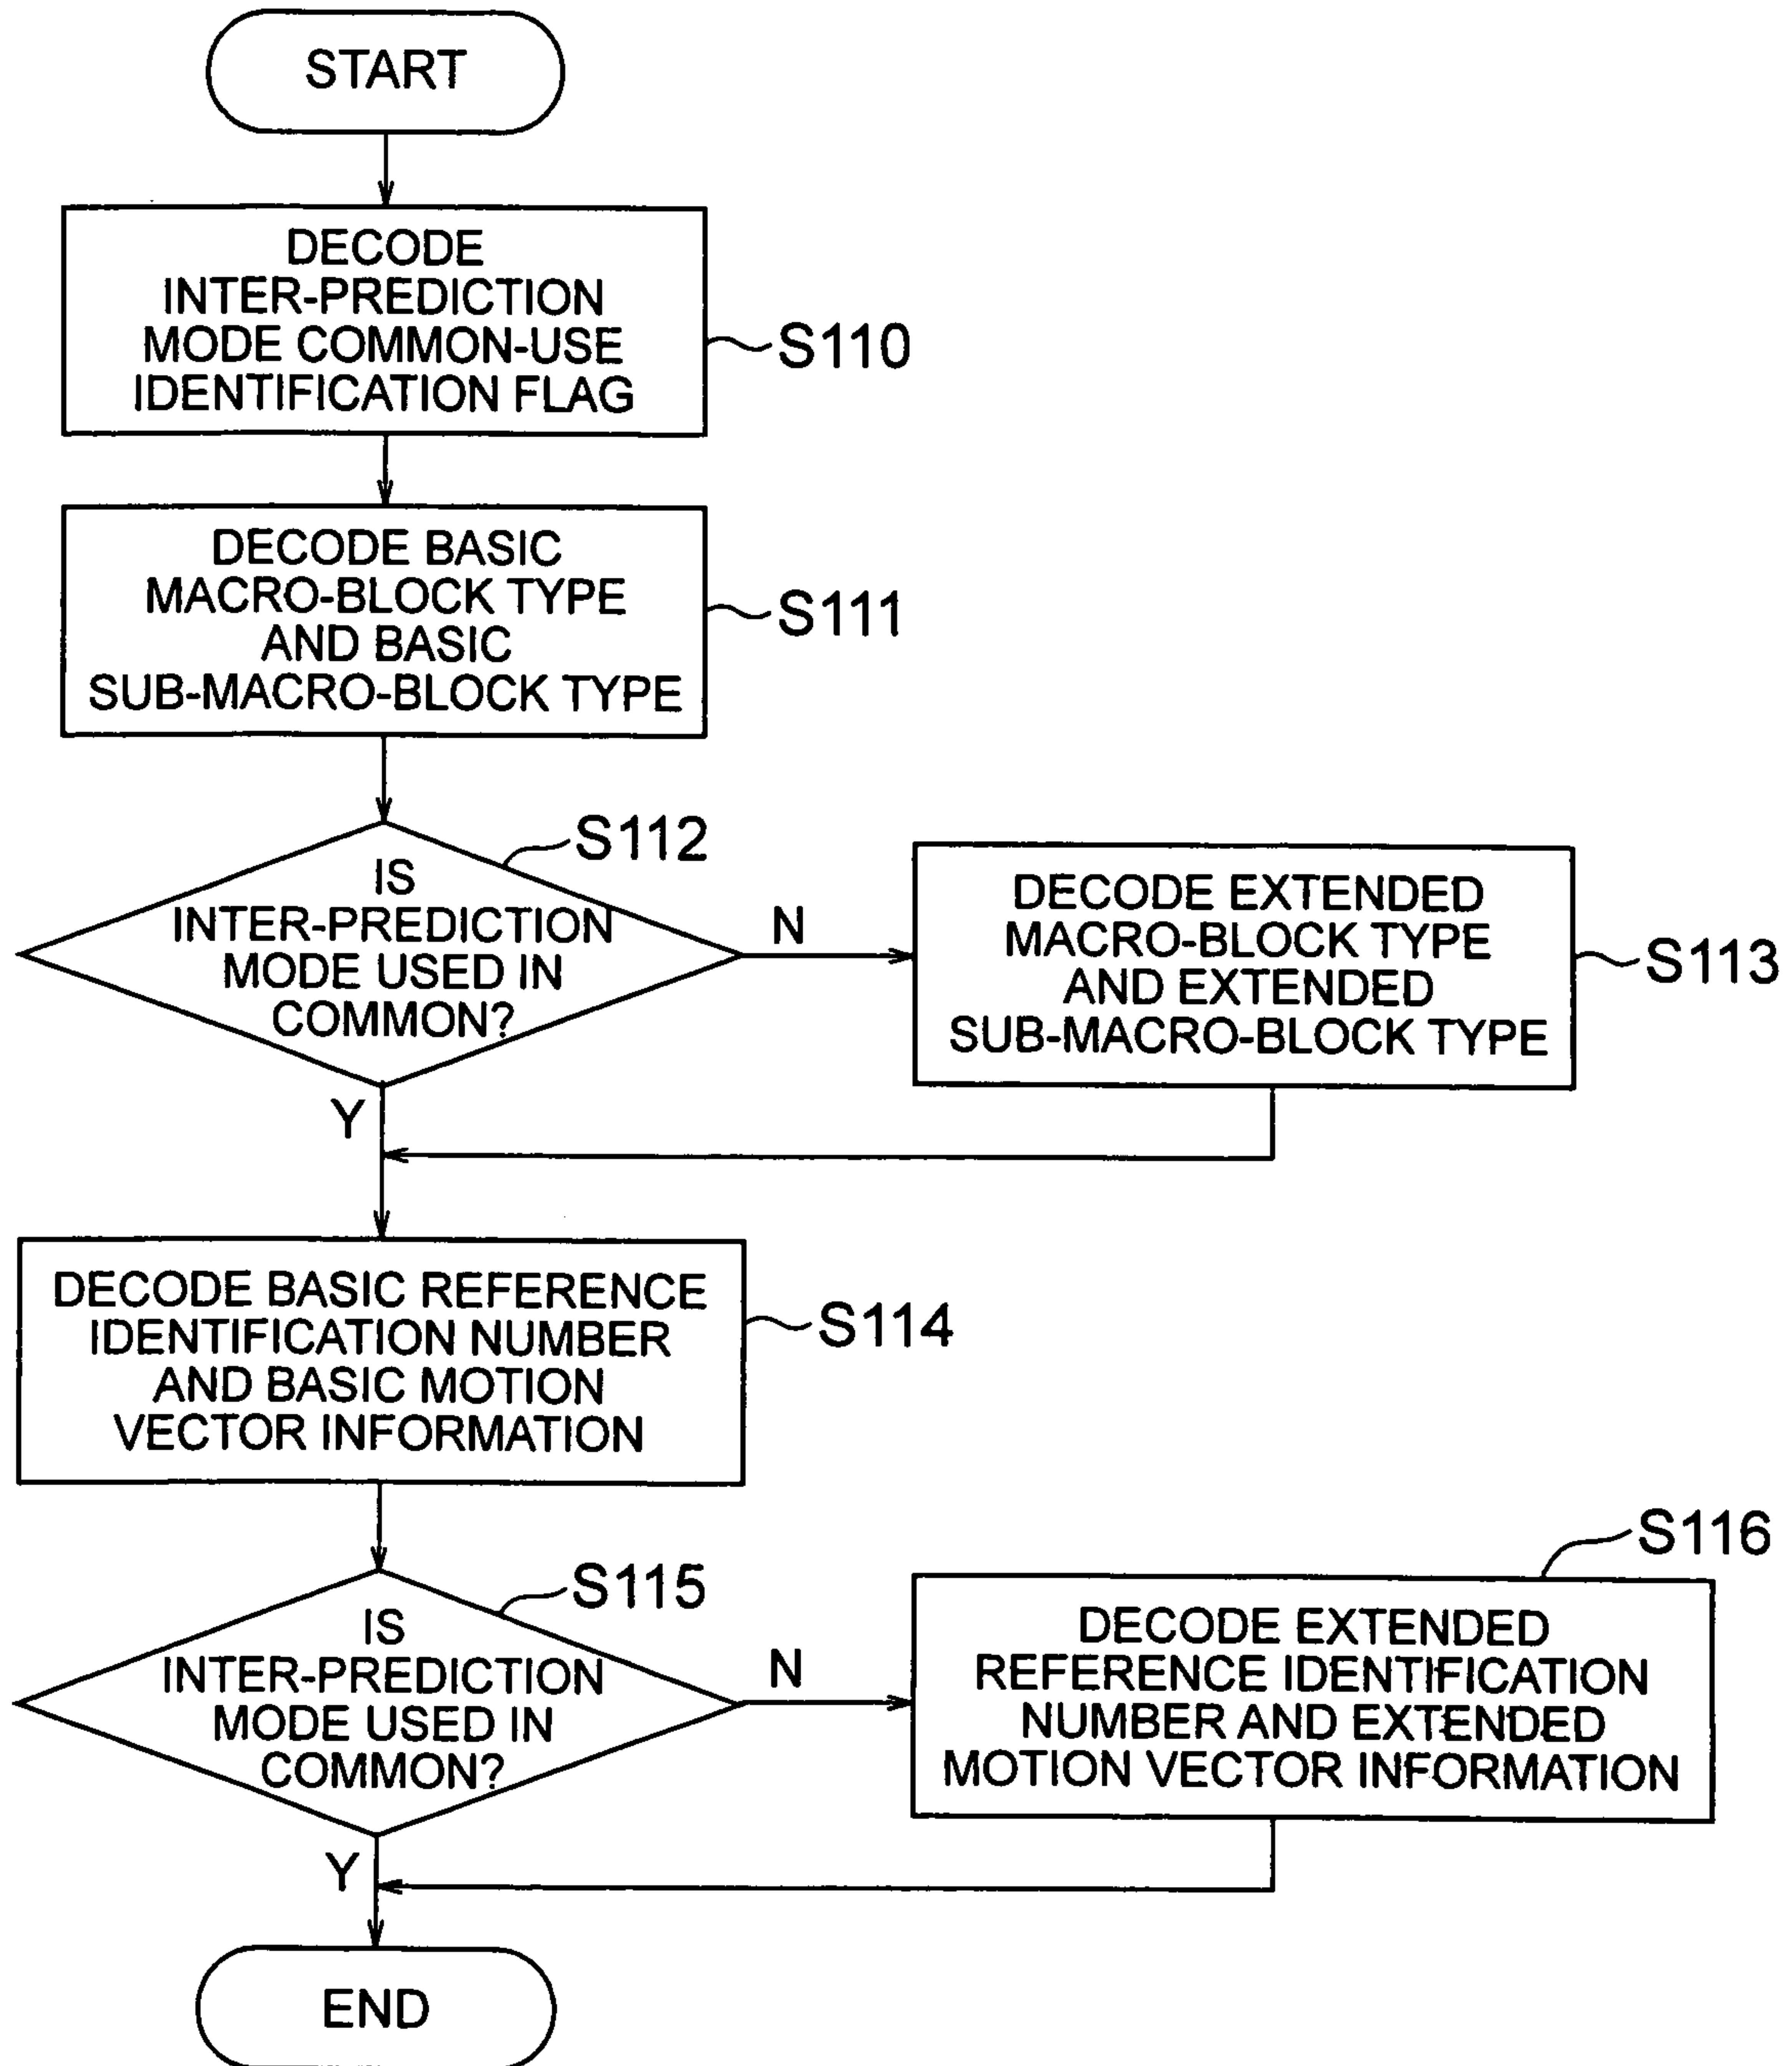 START
DECODE
INTER-PREDICTION
MODE COMMON-USE
IDENTIFICATION FLAG
S110
DECODE BASIC
MACRO-BLOCK TYPE
AND BASIC
SUB-MACRO-BLOCK TYPE
S111
S112
IS
INTER-PREDICTION
MODE USED IN
COMMON?
N
Y
DECODE EXTENDED
MACRO-BLOCK TYPE
AND EXTENDED
SUB-MACRO-BLOCK TYPE
S113
DECODE BASIC REFERENCE
IDENTIFICATION NUMBER
AND BASIC MOTION
VECTOR INFORMATION
S114
S115
IS
INTER-PREDICTION
MODE USED IN
COMMON?
N
Y
S116
DECODE EXTENDED
REFERENCE IDENTIFICATION
NUMBER AND EXTENDED
MOTION VECTOR INFORMATION
END